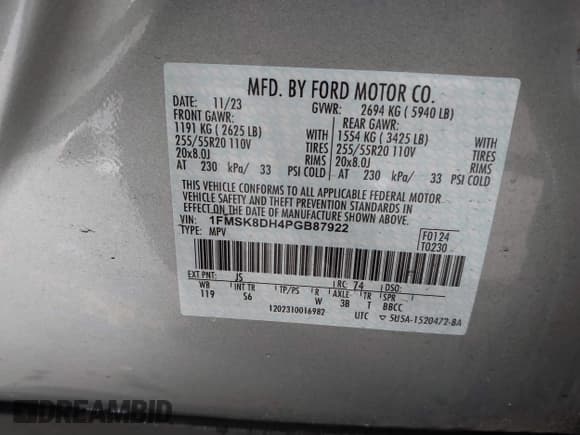 MFD. BY FORD MOTOR CO.
DATE: 11/23 GVWR: 2694 KG ( 5940 LB)
FRONT GAWR: REAR GAWR:
1191 KG ( 2625 LB) 1554 KG ( 3425 LB)
255/55R20 110V TIRES 255/55R20 110V TIRES
20x8.0J RIMS 20x8.0J RIMS
AT 230 kPa/ 33 PSI COLD AT 230 kPa/ 33 PSI COLD
THIS VEHICLE CONFORMS TO ALL APPLICABLE FEDERAL MOTOR
VEHICLE SAFETY AND THEFT PREVENTION STANDARDS IN
EFFECT ON THE DATE OF MANUFACTURE SHOWN ABOVE.
VIN: 1FMSK8DH4PGB87922 F0124
TYPE: MPV T0230
EXT PNT: JS RC: 74 DSO:
WB INT TR TP/PS R AXLE TR SPR
119 S6 W 3B T BBCC
1202310016982 UTC ▽ 5U5A-1520472-BA
DREAMBID